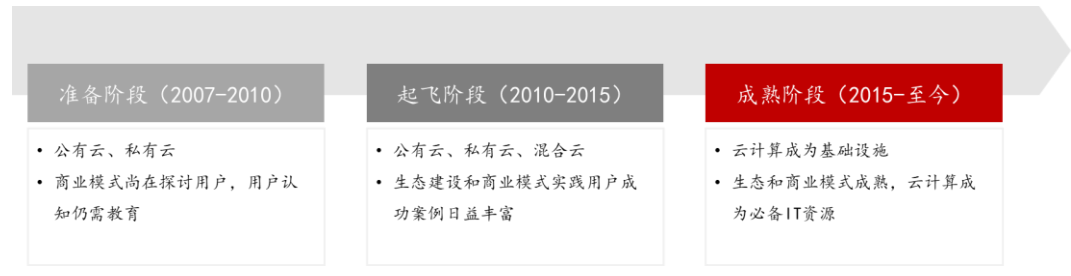 准备阶段（2007-2010）
• 公有云、私有云
• 商业模式尚在探讨用户，用户认
知仍需教育
起飞阶段（2010-2015）
• 公有云、私有云、混合云
• 生态建设和商业模式实践用户成
功案例日益丰富
成熟阶段（2015-至今）
• 云计算成为基础设施
• 生态和商业模式成熟，云计算成
为必备IT资源